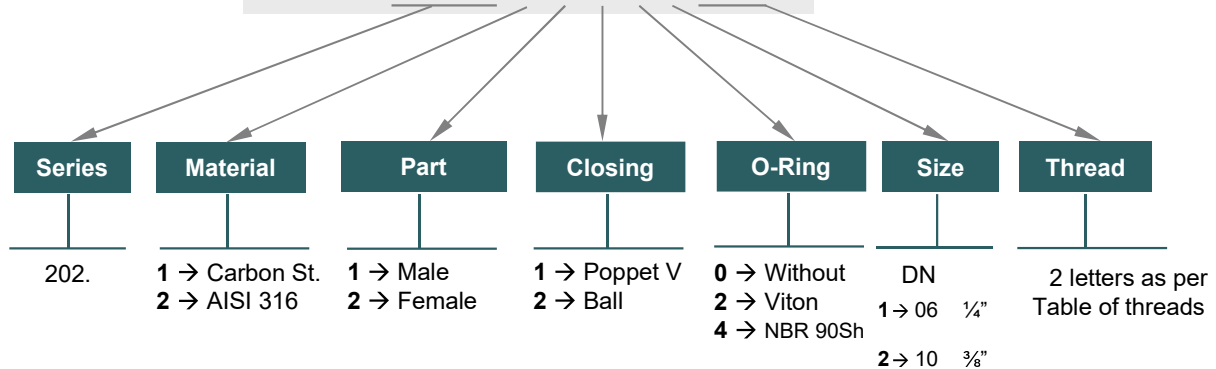 Series
Material
Part
Closing
O-Ring
Size
Thread
202.
1 → Carbon St.
2 → AISI 316
1 → Male
2 → Female
1 → Poppet V
2 → Ball
0 → Without
2 → Viton
4 → NBR 90Sh
DN
1 → 06 ¼”
2 → 10 ⅜”
2 letters as per
Table of threads